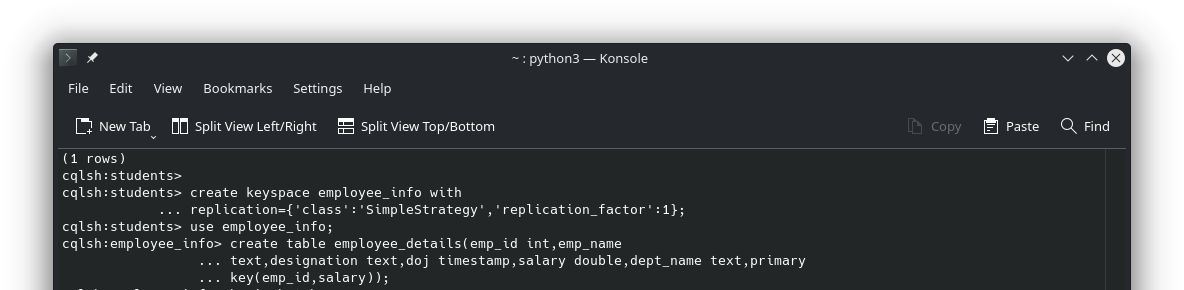 ~ : python3 — Konsole
File Edit View Bookmarks Settings Help
New Tab Split View Left/Right Split View Top/Bottom Copy Paste Find
(1 rows)
cqlsh:students>
cqlsh:students> create keyspace employee_info with
            ... replication={'class':'SimpleStrategy','replication_factor':1};
cqlsh:students> use employee_info;
cqlsh:employee_info> create table employee_details(emp_id int,emp_name
                 ... text,designation text,doj timestamp,salary double,dept_name text,primary
                 ... key(emp_id,salary));